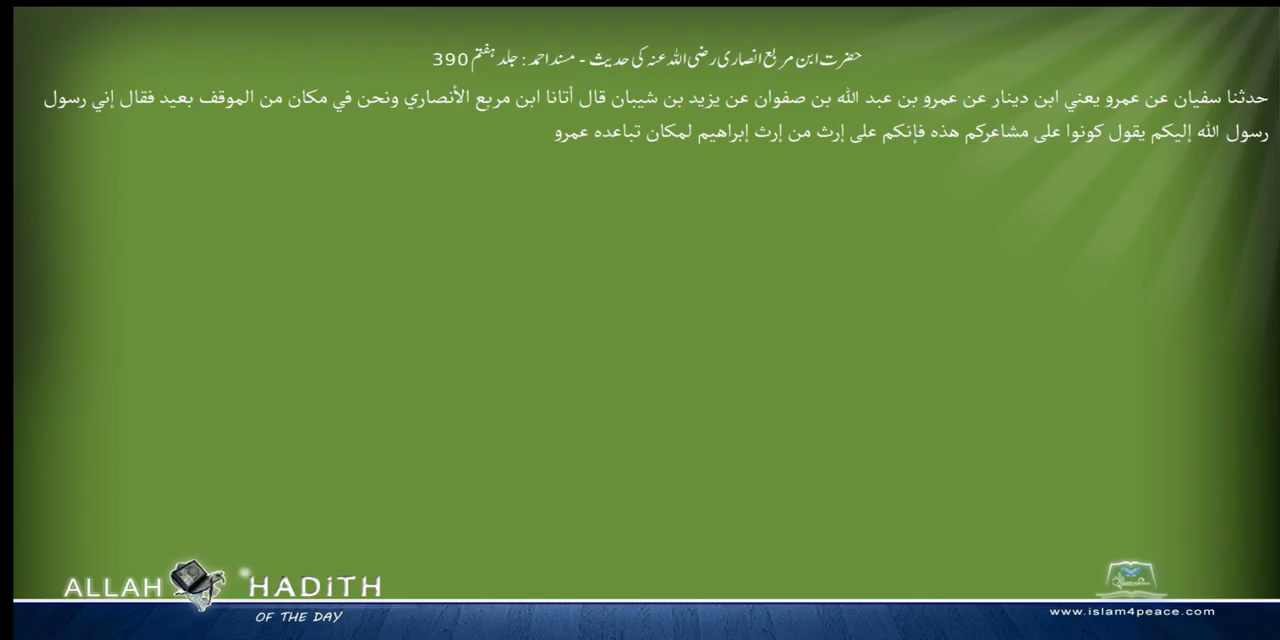 حضرت ابن مربع انصاری رضی اللہ عنہ کی حدیث - مسند احمد : جلد ہفتم 390
حدثنا سفيان عن عمرو يعني ابن دينار عن عمرو بن عبد الله بن صفوان عن يزيد بن شيبان قال أتانا ابن مربع الأنصاري ونحن في مكان من الموقف بعيد فقال إني رسول
رسول الله إليكم يقول كونوا على مشاعركم هذه فإنكم على إرث من إرث إبراهيم لمكان تباعده عمرو
ALLAH HADITH
OF THE DAY
www.islam4peace.com